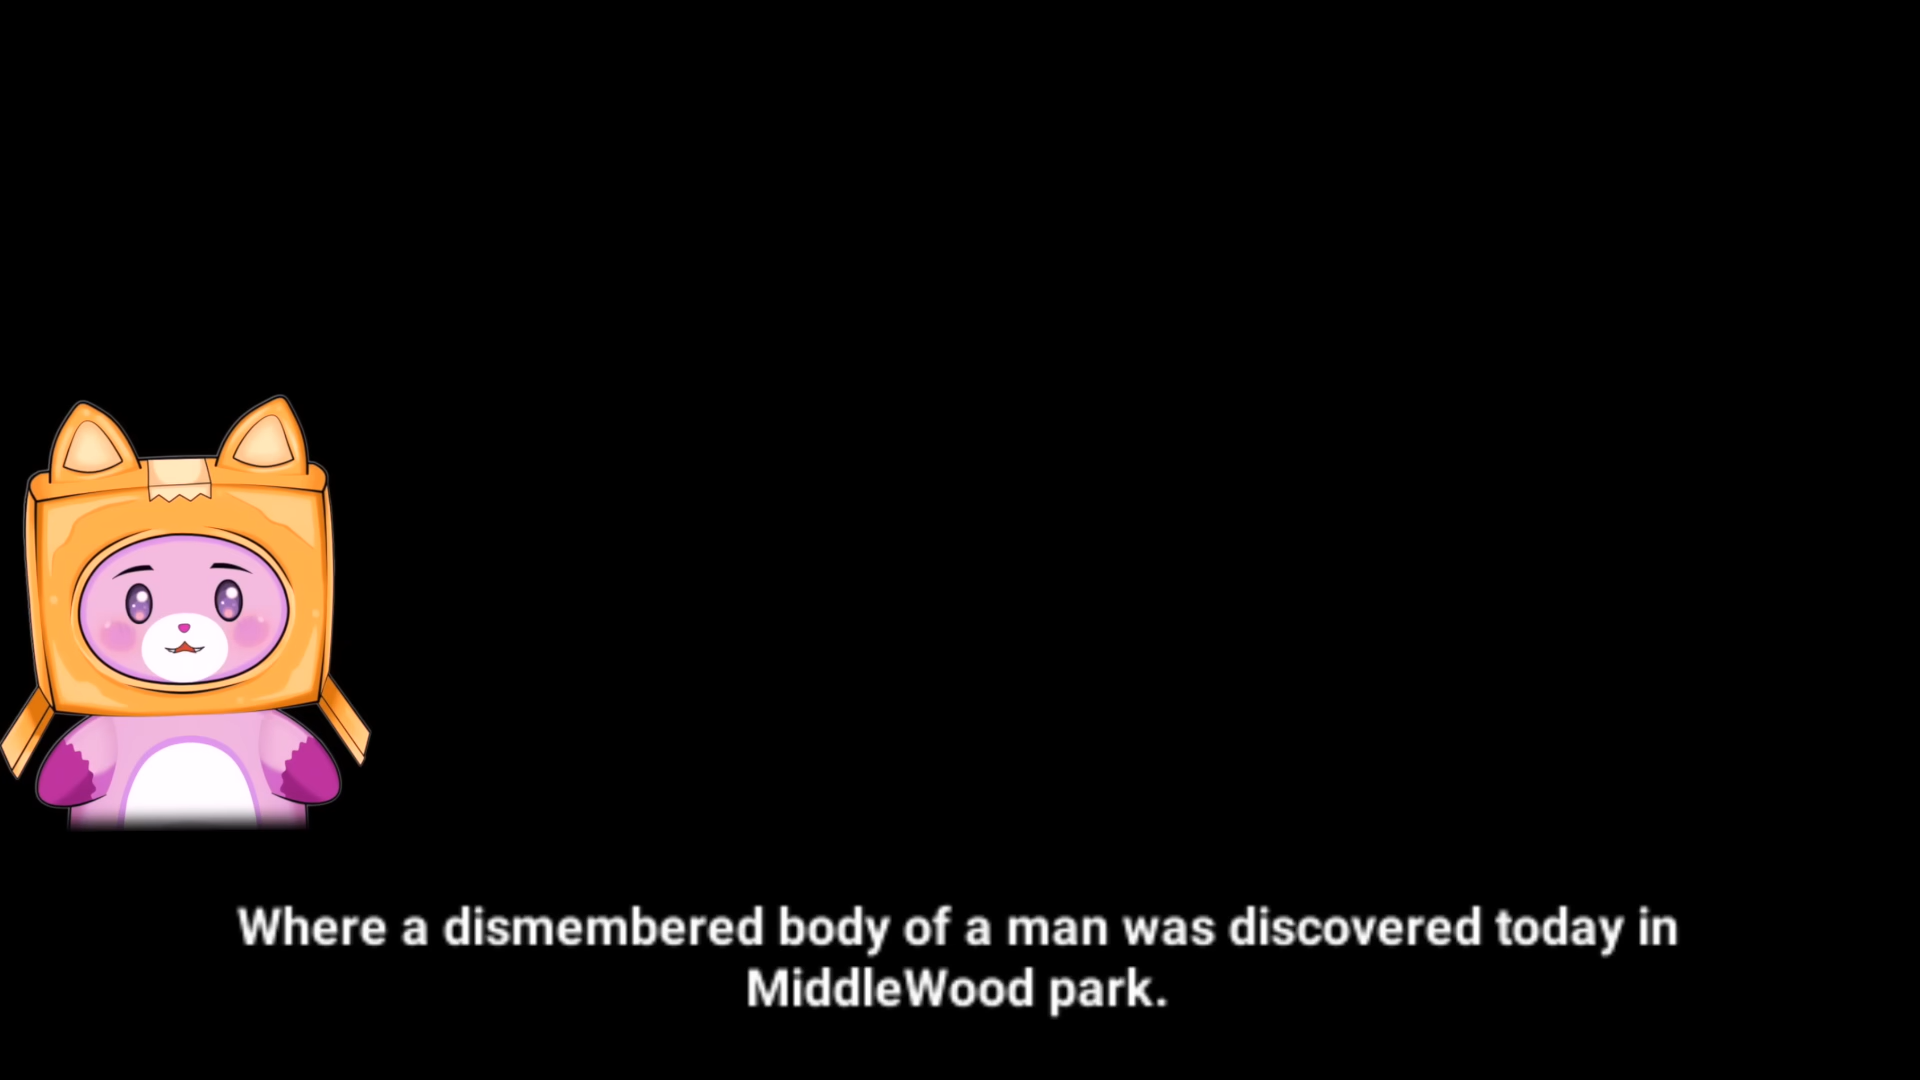 Where a dismembered body of a man was discovered today in
MiddleWood park.